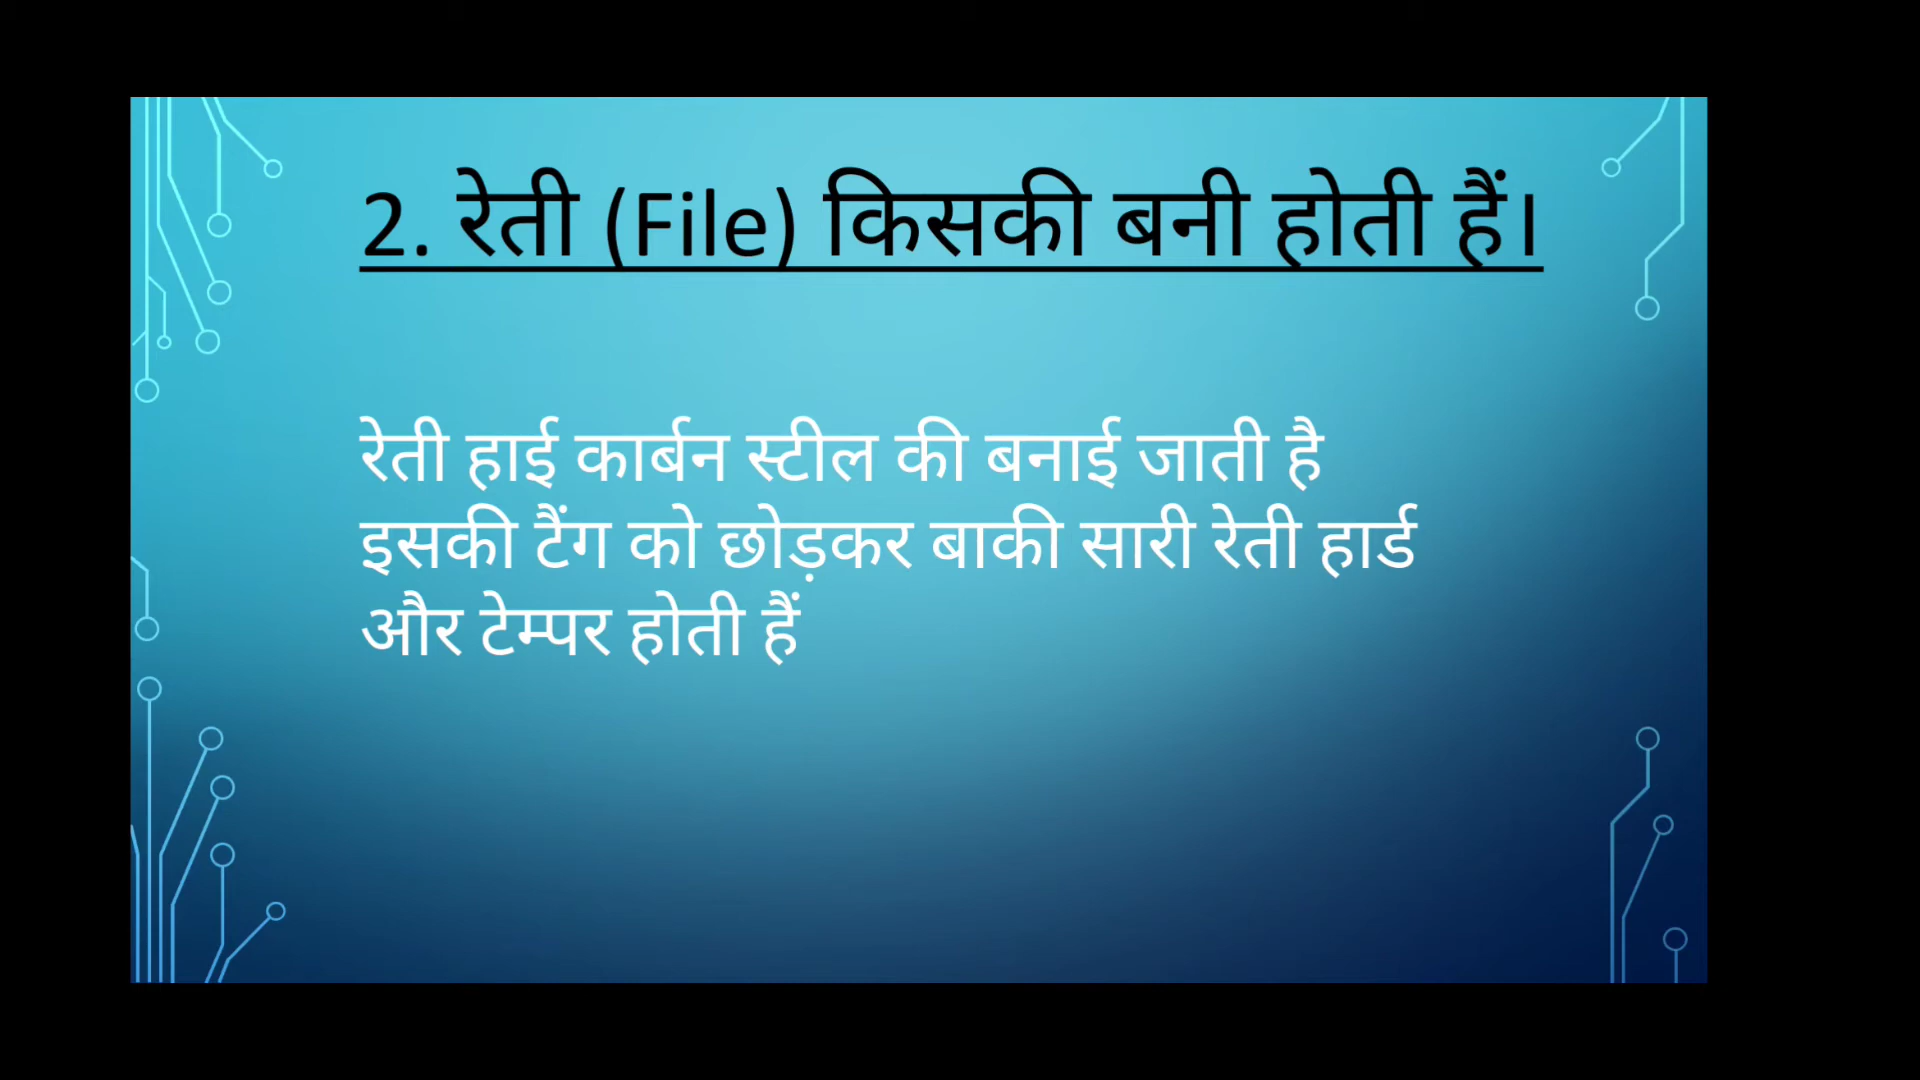 2. रेती (File) किसकी बनी होती हैं।
रेती हाई कार्बन स्टील की बनाई जाती है
इसकी टैंग को छोड़कर बाकी सारी रेती हार्ड
और टेम्पर होती हैं